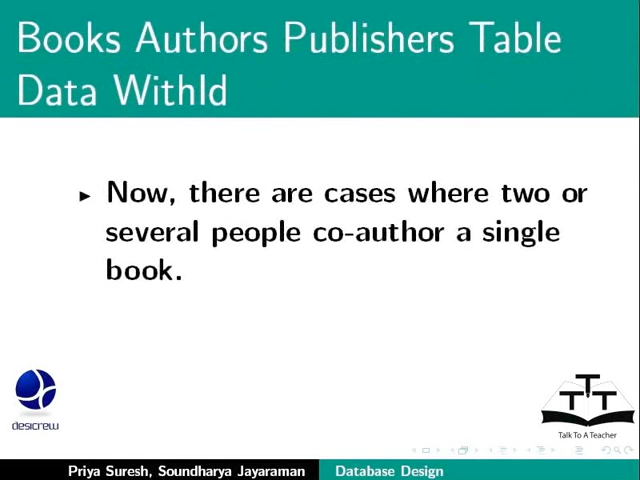 Books Authors Publishers Table
Data WithId
Now, there are cases where two or
several people co-author a single
book.
desicrew
TTT
Talk To A Teacher
Priya Suresh, Soundharya Jayaraman
Database Design